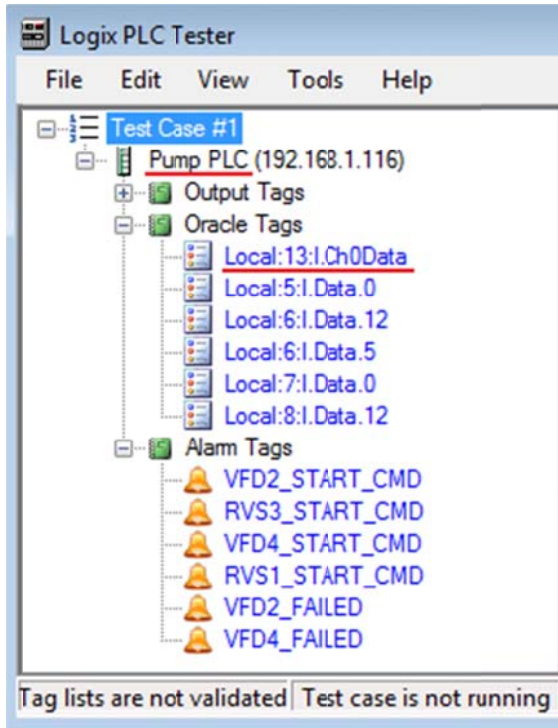 Logix PLC Tester
File Edit View Tools Help
Test Case #1
Pump PLC (192.168.1.116)
Output Tags
Oracle Tags
Local:13:I.Ch0Data
Local:5:I.Data.0
Local:6:I.Data.12
Local:6:I.Data.5
Local:7:I.Data.0
Local:8:I.Data.12
Alarm Tags
VFD2_START_CMD
RVS3_START_CMD
VFD4_START_CMD
RVS1_START_CMD
VFD2_FAILED
VFD4_FAILED
Tag lists are not validated Test case is not running